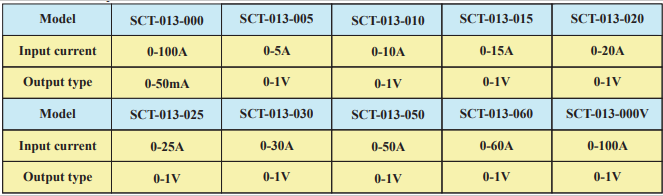 Model SCT-013-000 SCT-013-005 SCT-013-010 SCT-013-015 SCT-013-020
Input current 0-100A 0-5A 0-10A 0-15A 0-20A
Output type 0-50mA 0-1V 0-1V 0-1V 0-1V
Model SCT-013-025 SCT-013-030 SCT-013-050 SCT-013-060 SCT-013-000V
Input current 0-25A 0-30A 0-50A 0-60A 0-100A
Output type 0-1V 0-1V 0-1V 0-1V 0-1V